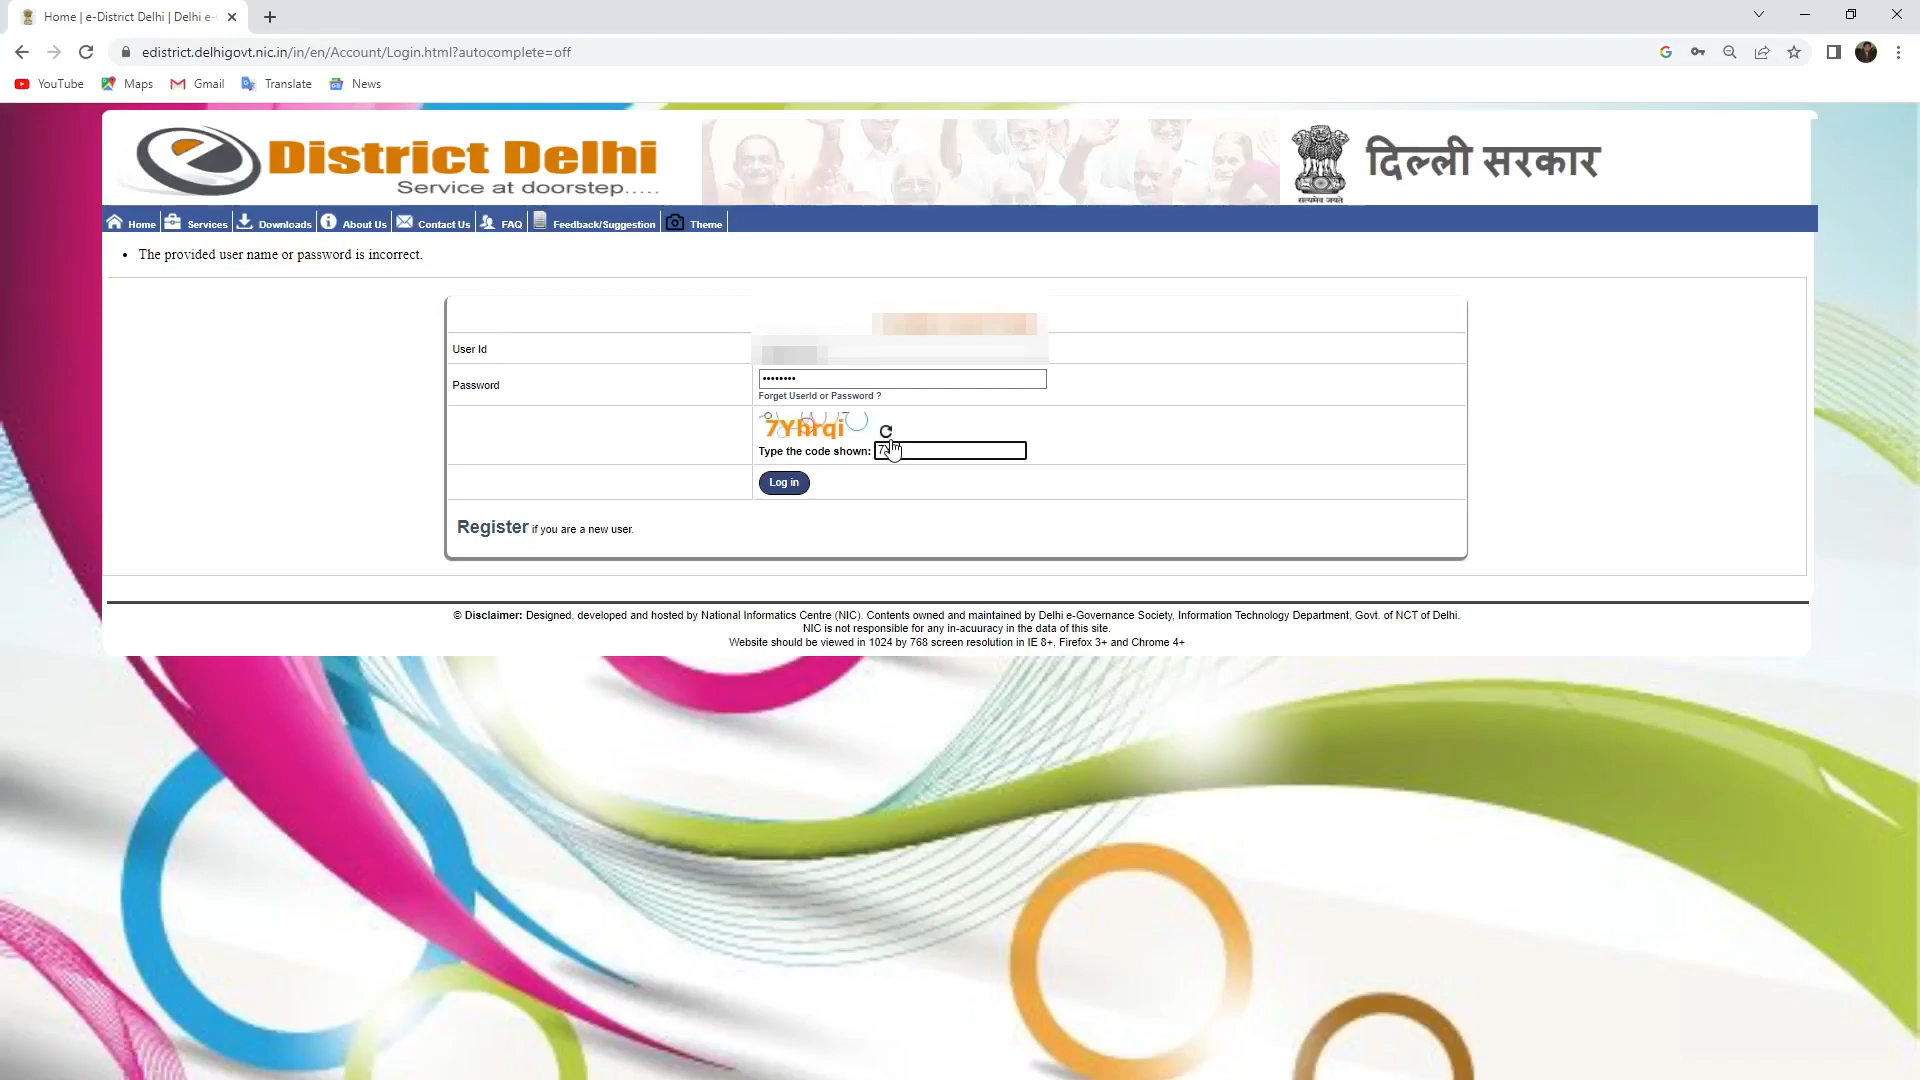 Home | e-District Delhi | Delhi e-
edistrict.delhigovt.nic.in/in/en/Account/Login.html?autocomplete=off
YouTube Maps Gmail Translate News
District Delhi
Service at doorstep.....
सत्यमेव जयते
दिल्ली सरकार
Home Services Downloads About Us Contact Us FAQ Feedback/Suggestion Theme
• The provided user name or password is incorrect.
User Id
Password ••••••••
Forget UserId or Password ?
7Yhrqi
Type the code shown: 7
Log in
Register if you are a new user.
© Disclaimer: Designed, developed and hosted by National Informatics Centre (NIC). Contents owned and maintained by Delhi e-Governance Society, Information Technology Department, Govt. of NCT of Delhi.
NIC is not responsible for any in-acuuracy in the data of this site.
Website should be viewed in 1024 by 768 screen resolution in IE 8+, Firefox 3+ and Chrome 4+